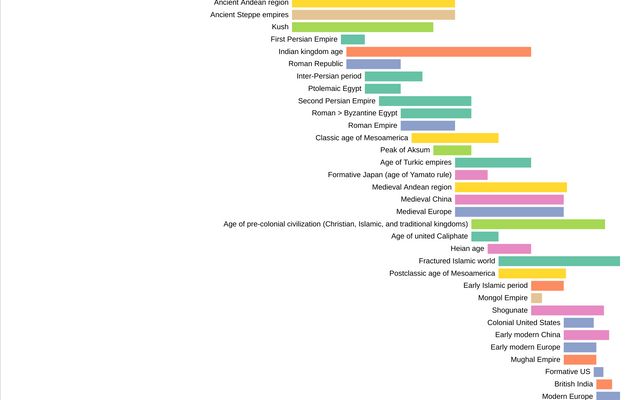 Ancient Andean region
Ancient Steppe empires
Kush
First Persian Empire
Indian kingdom age
Roman Republic
Inter-Persian period
Ptolemaic Egypt
Second Persian Empire
Roman > Byzantine Egypt
Roman Empire
Classic age of Mesoamerica
Peak of Aksum
Age of Turkic empires
Formative Japan (age of Yamato rule)
Medieval Andean region
Medieval China
Medieval Europe
Age of pre-colonial civilization (Christian, Islamic, and traditional kingdoms)
Age of united Caliphate
Heian age
Fractured Islamic world
Postclassic age of Mesoamerica
Early Islamic period
Mongol Empire
Shogunate
Colonial United States
Early modern China
Early modern Europe
Mughal Empire
Formative US
British India
Modern Europe